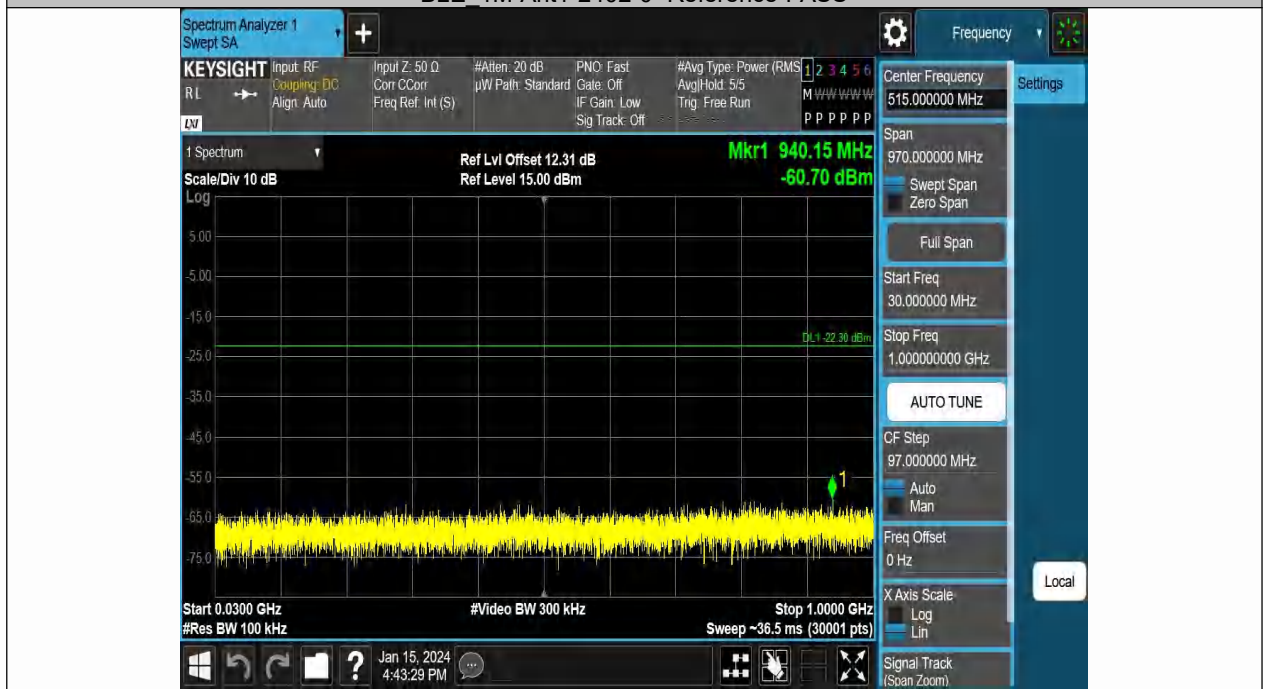 Spectrum Analyzer 1
Swept SA
Frequency
KEYSIGHT
RL
LXI
Input: RF
Coupling: DC
Align: Auto
Input Z: 50 Ω
Corr CCorr
Freq Ref: Int (S)
#Atten: 20 dB
µW Path: Standard
PNO: Fast
Gate: Off
IF Gain: Low
Sig Track: Off
#Avg Type: Power (RMS
Avg|Hold: 5/5
Trig: Free Run
1 2 3 4 5 6
M W W W W W
P P P P P P
Center Frequency
515.000000 MHz
Settings
1 Spectrum
Scale/Div 10 dB
Ref Lvl Offset 12.31 dB
Ref Level 15.00 dBm
Mkr1 940.15 MHz
-60.70 dBm
Log
5.00
-5.00
-15.0
-25.0
-35.0
-45.0
-55.0
-65.0
-75.0
DL1 -22.30 dBm
1
Start 0.0300 GHz
#Res BW 100 kHz
#Video BW 300 kHz
Stop 1.0000 GHz
Sweep ~36.5 ms (30001 pts)
Span
970.000000 MHz
Swept Span
Zero Span
Full Span
Start Freq
30.000000 MHz
Stop Freq
1.000000000 GHz
AUTO TUNE
CF Step
97.000000 MHz
Auto
Man
Freq Offset
0 Hz
X Axis Scale
Log
Lin
Signal Track
(Span Zoom)
Local
?
Jan 15, 2024
4:43:29 PM